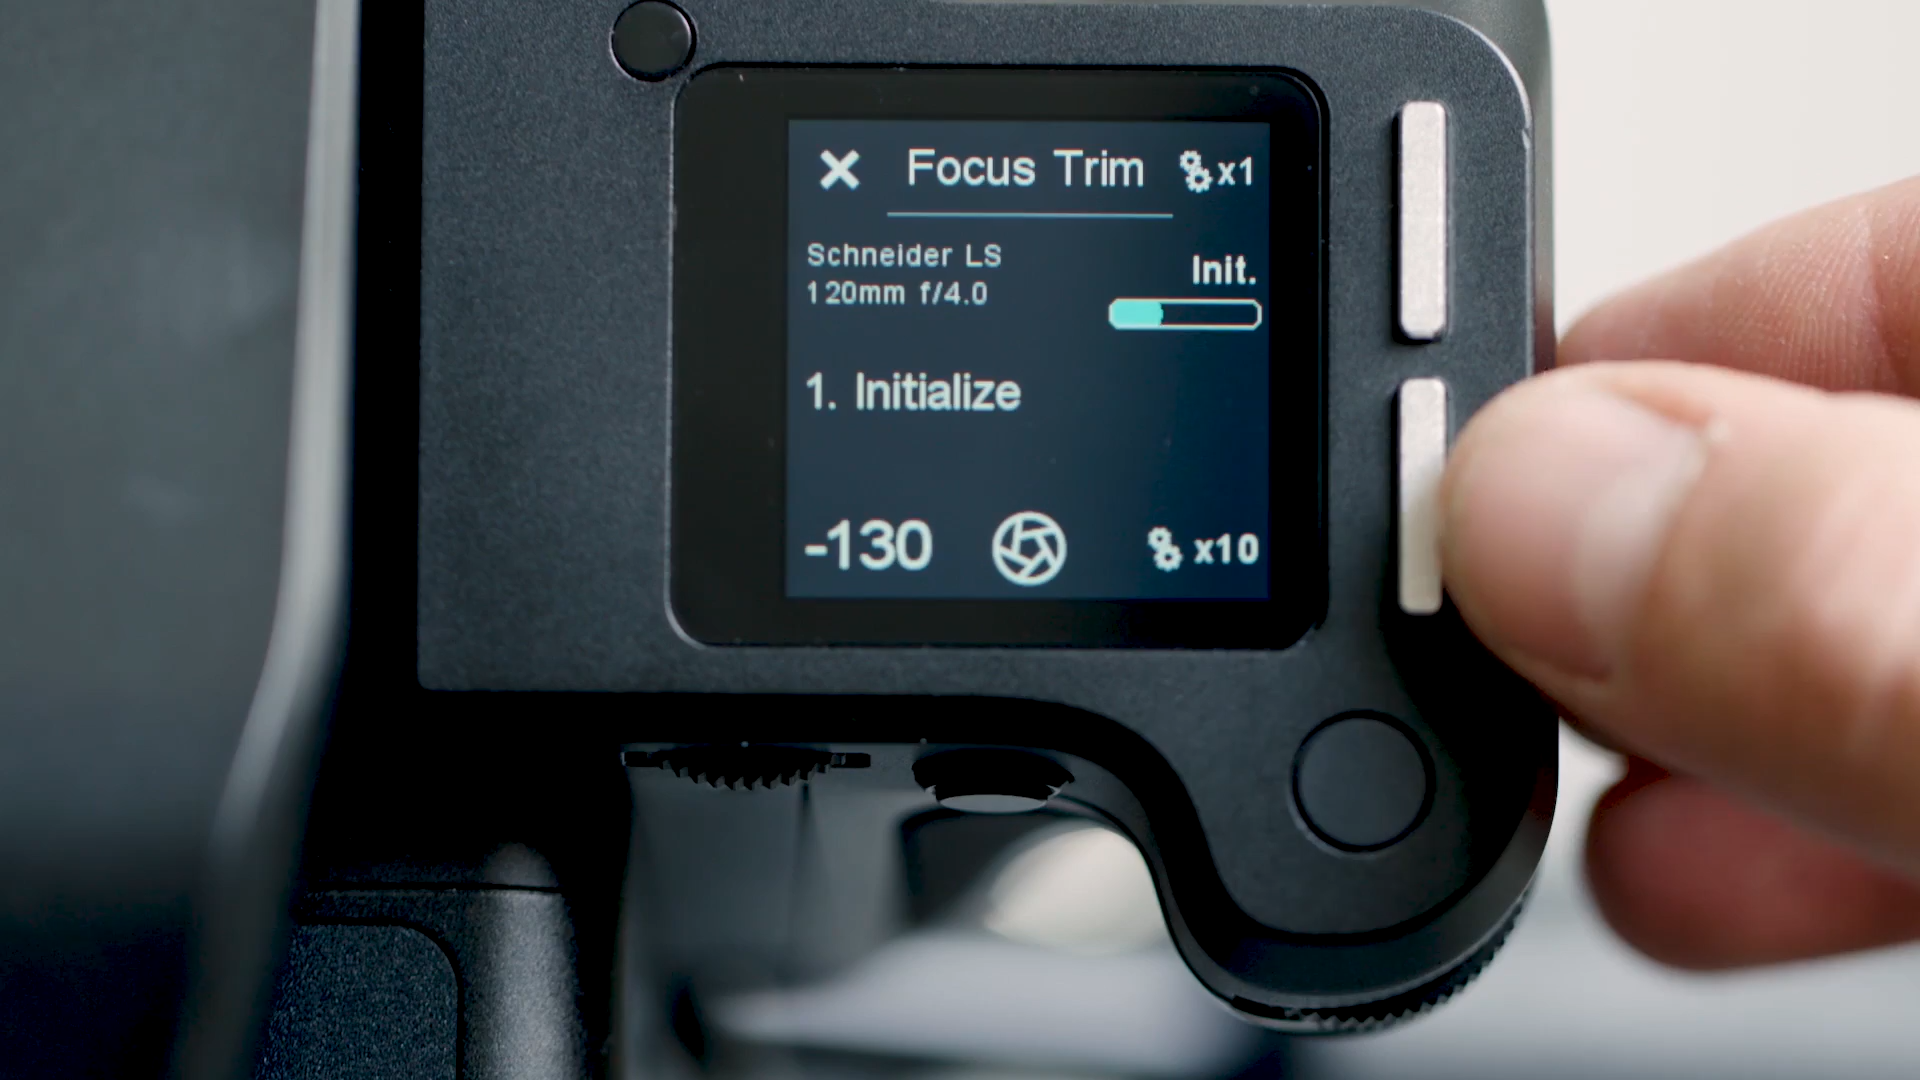 Focus Trim x1
Schneider LS
120mm f/4.0
Init.
1. Initialize
-130 x10